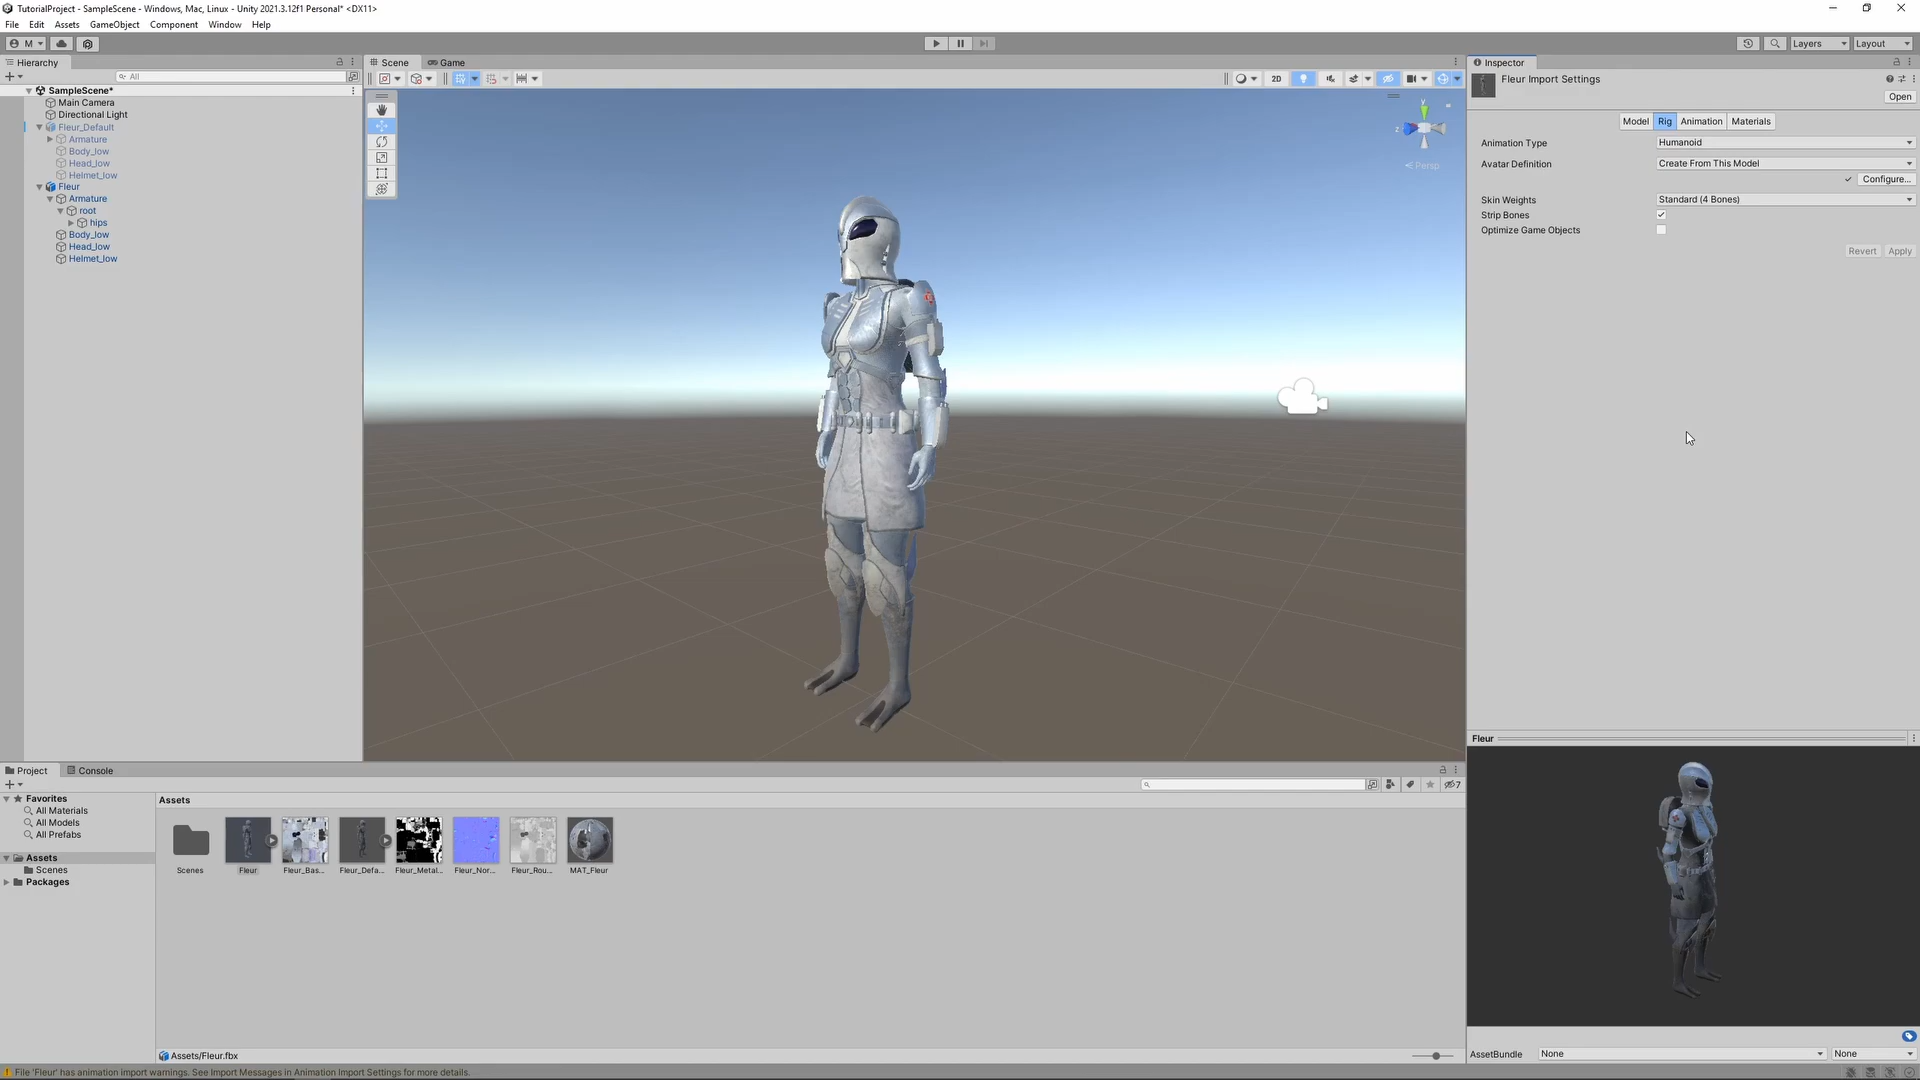 TutorialProject - SampleScene - Windows, Mac, Linux - Unity 2021.3.12f1 Personal* <DX11>
File Edit Assets GameObject Component Window Help
M
Layers
Layout
Hierarchy
All
SampleScene*
Main Camera
Directional Light
Fleur_Default
Armature
Body_low
Head_low
Helmet_low
Fleur
Armature
root
hips
Body_low
Head_low
Helmet_low
Scene
Game
2D
y
z
Persp
Inspector
Fleur Import Settings
Open
Model
Rig
Animation
Materials
Animation Type
Humanoid
Avatar Definition
Create From This Model
Configure...
Skin Weights
Standard (4 Bones)
Strip Bones
Optimize Game Objects
Revert
Apply
Project
Console
7
Favorites
All Materials
All Models
All Prefabs
Assets
Scenes
Packages
Assets
Scenes
Fleur
Fleur_Bas...
Fleur_Defa...
Fleur_Metal...
Fleur_Nor...
Fleur_Rou...
MAT_Fleur
Assets/Fleur.fbx
Fleur
AssetBundle
None
None
File 'Fleur' has animation import warnings. See Import Messages in Animation Import Settings for more details.